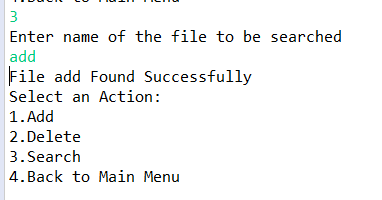 4.Back to Main Menu
3
Enter name of the file to be searched
add
File add Found Successfully
Select an Action:
1.Add
2.Delete
3.Search
4.Back to Main Menu